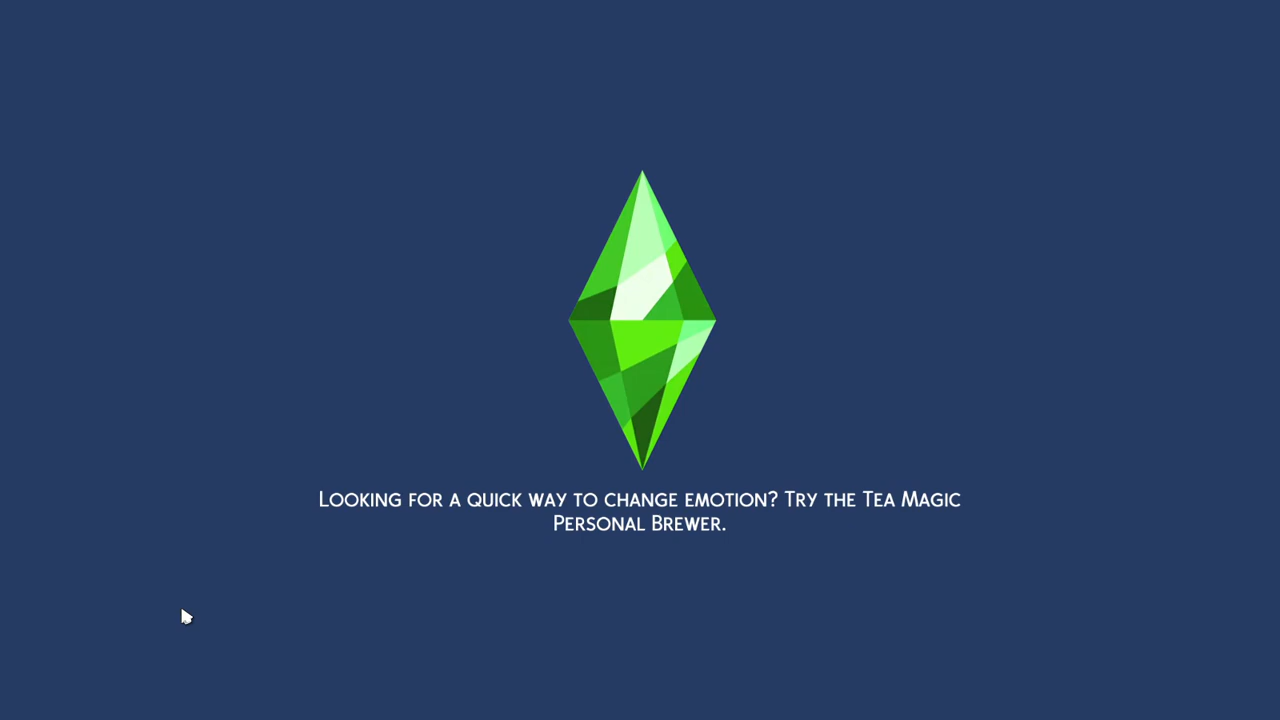 Looking for a quick way to change emotion? Try the Tea Magic
Personal Brewer.